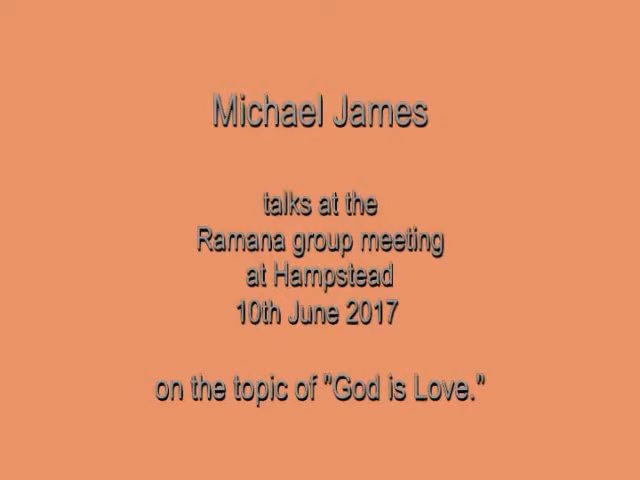 Michael James
talks at the
Ramana group meeting
at Hampstead
10th June 2017
on the topic of "God is Love."